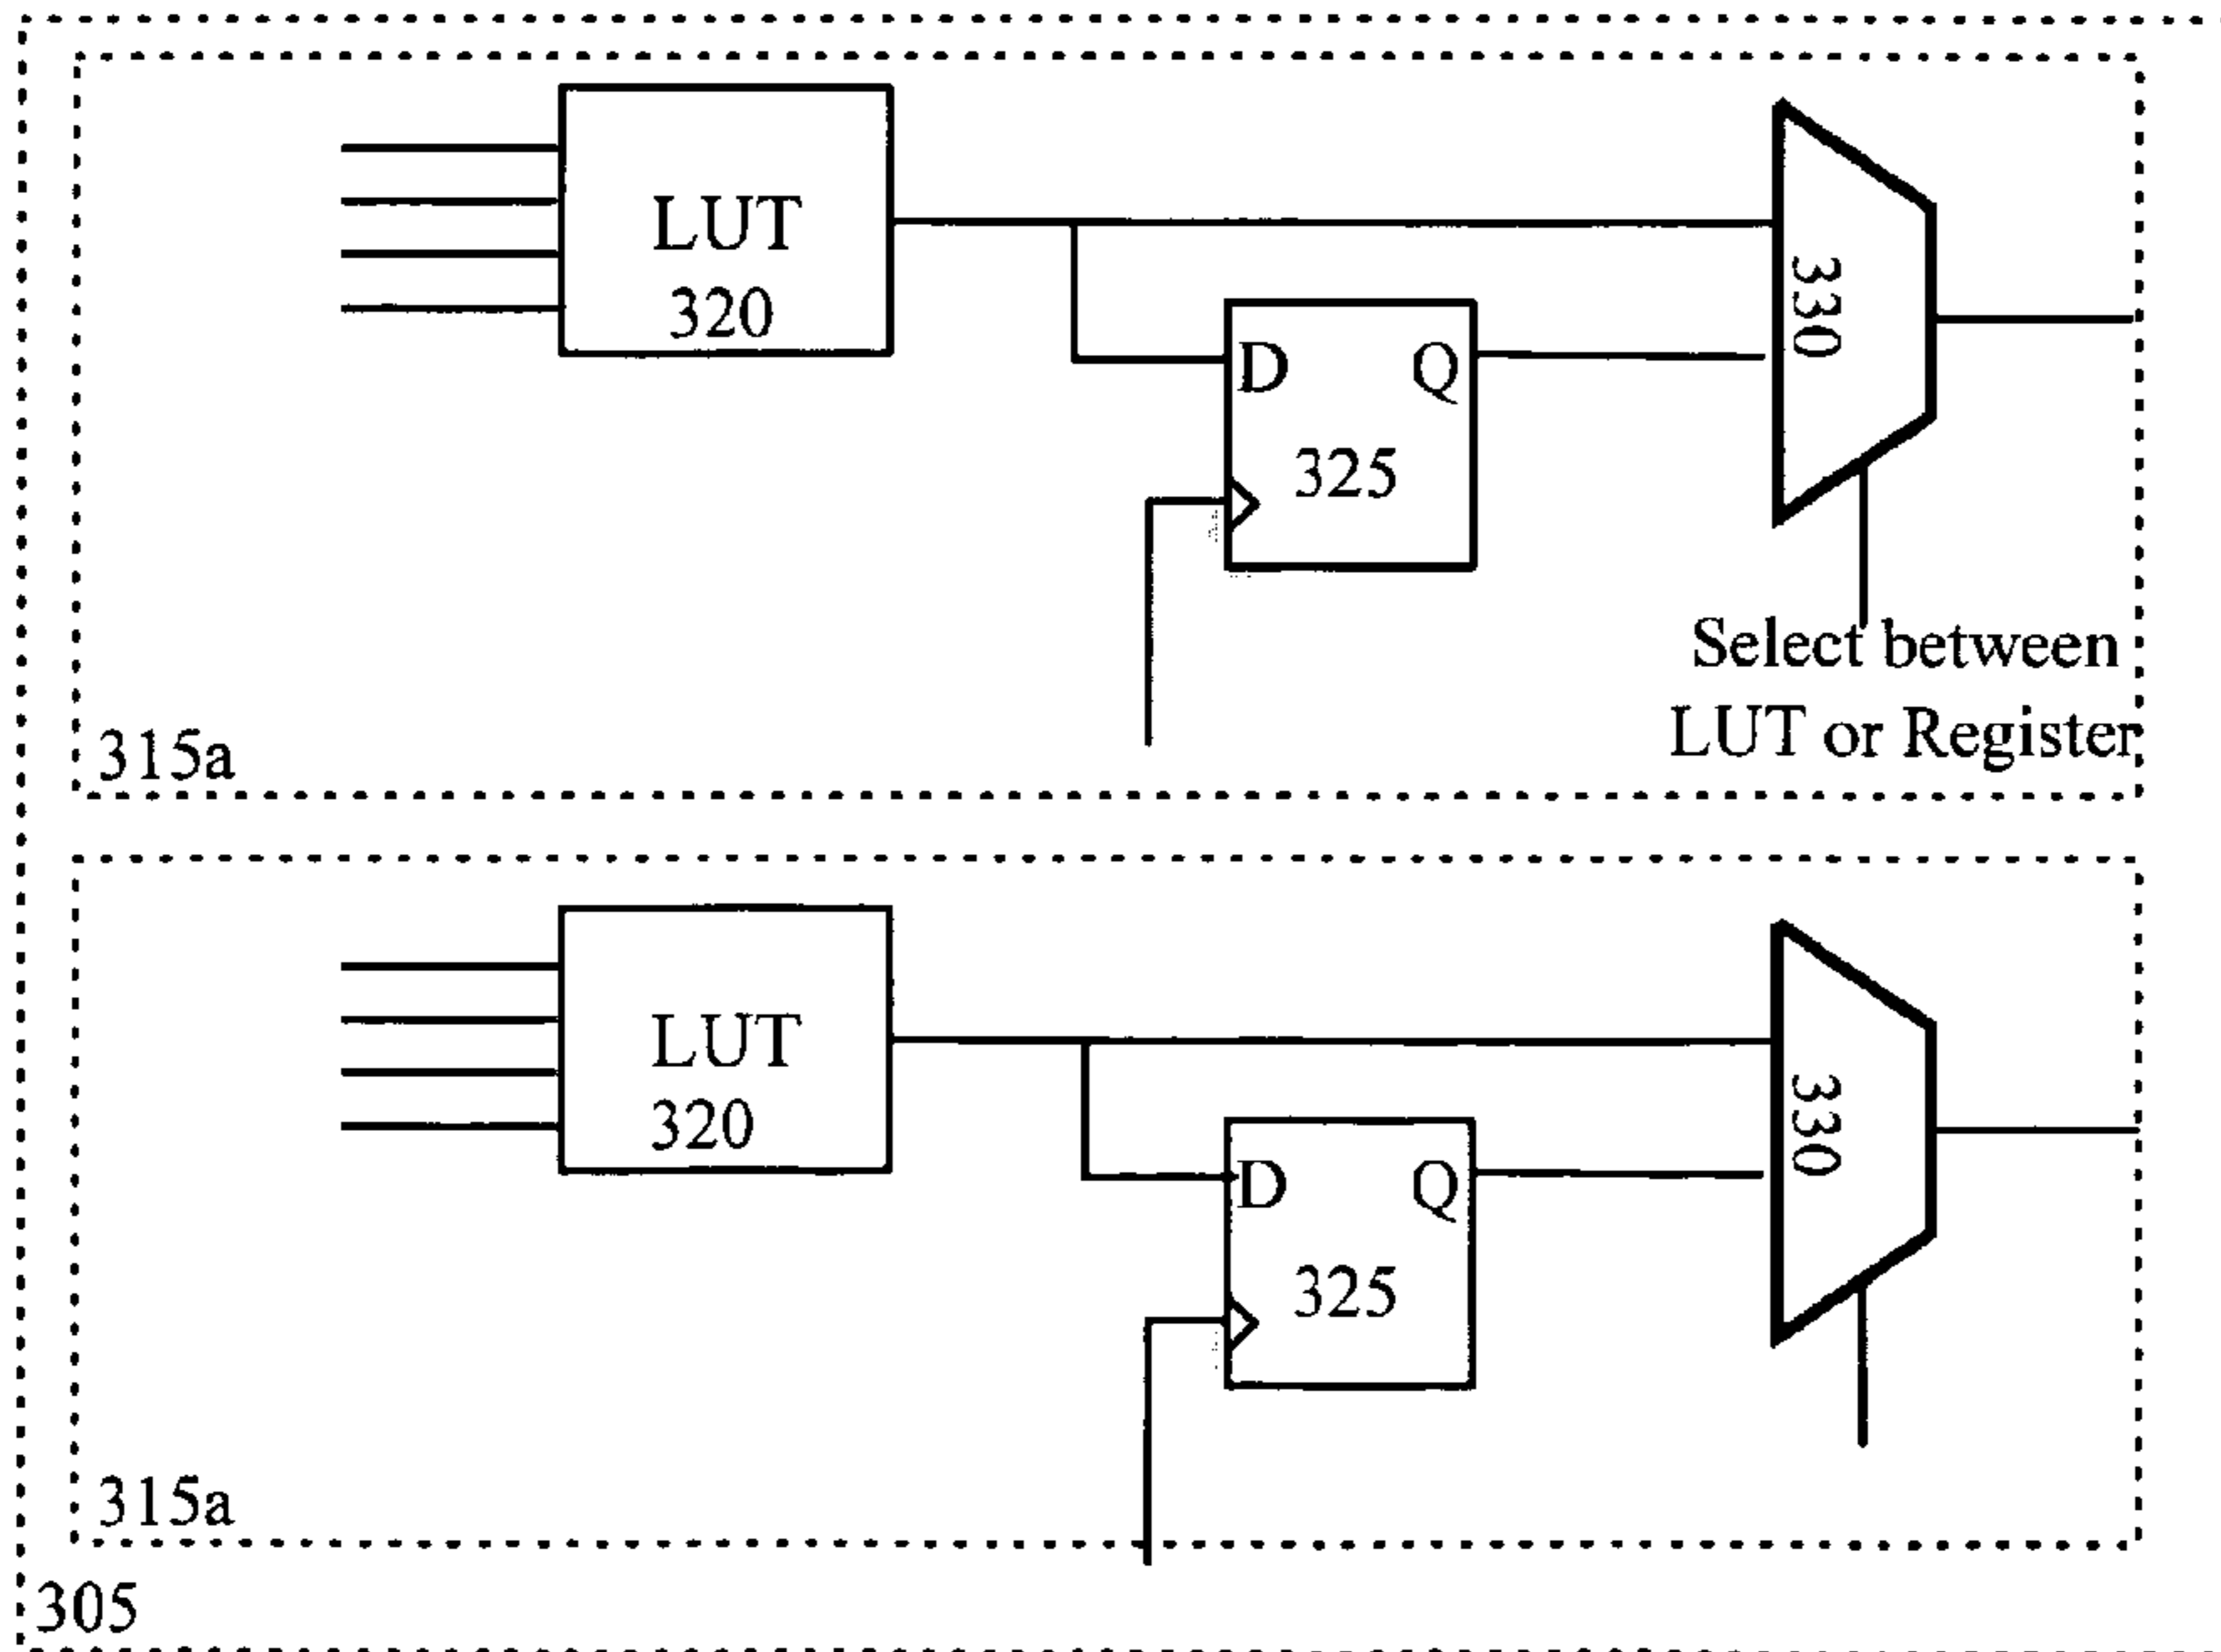 LUT
320
330
D Q
325
Select between
LUT or Register
315a
LUT
320
330
D Q
325
315a
305